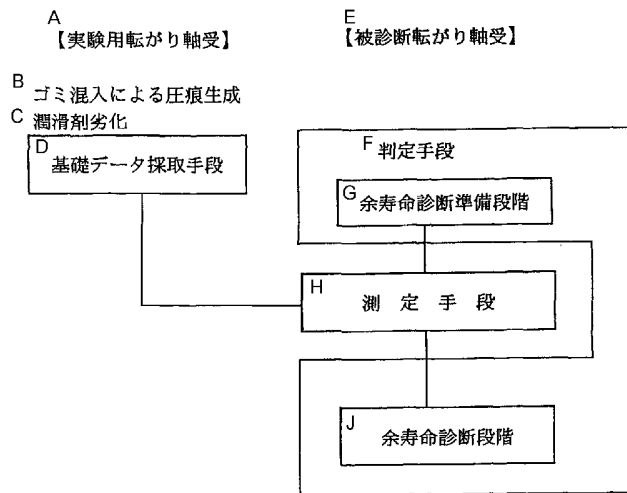 A
【実験用転がり軸受】
B ゴミ混入による圧痕生成
C 潤滑剤劣化
D 基礎データ採取手段
E
【被診断転がり軸受】
F 判定手段
G 余寿命診断準備段階
H 測定手段
J 余寿命診断段階